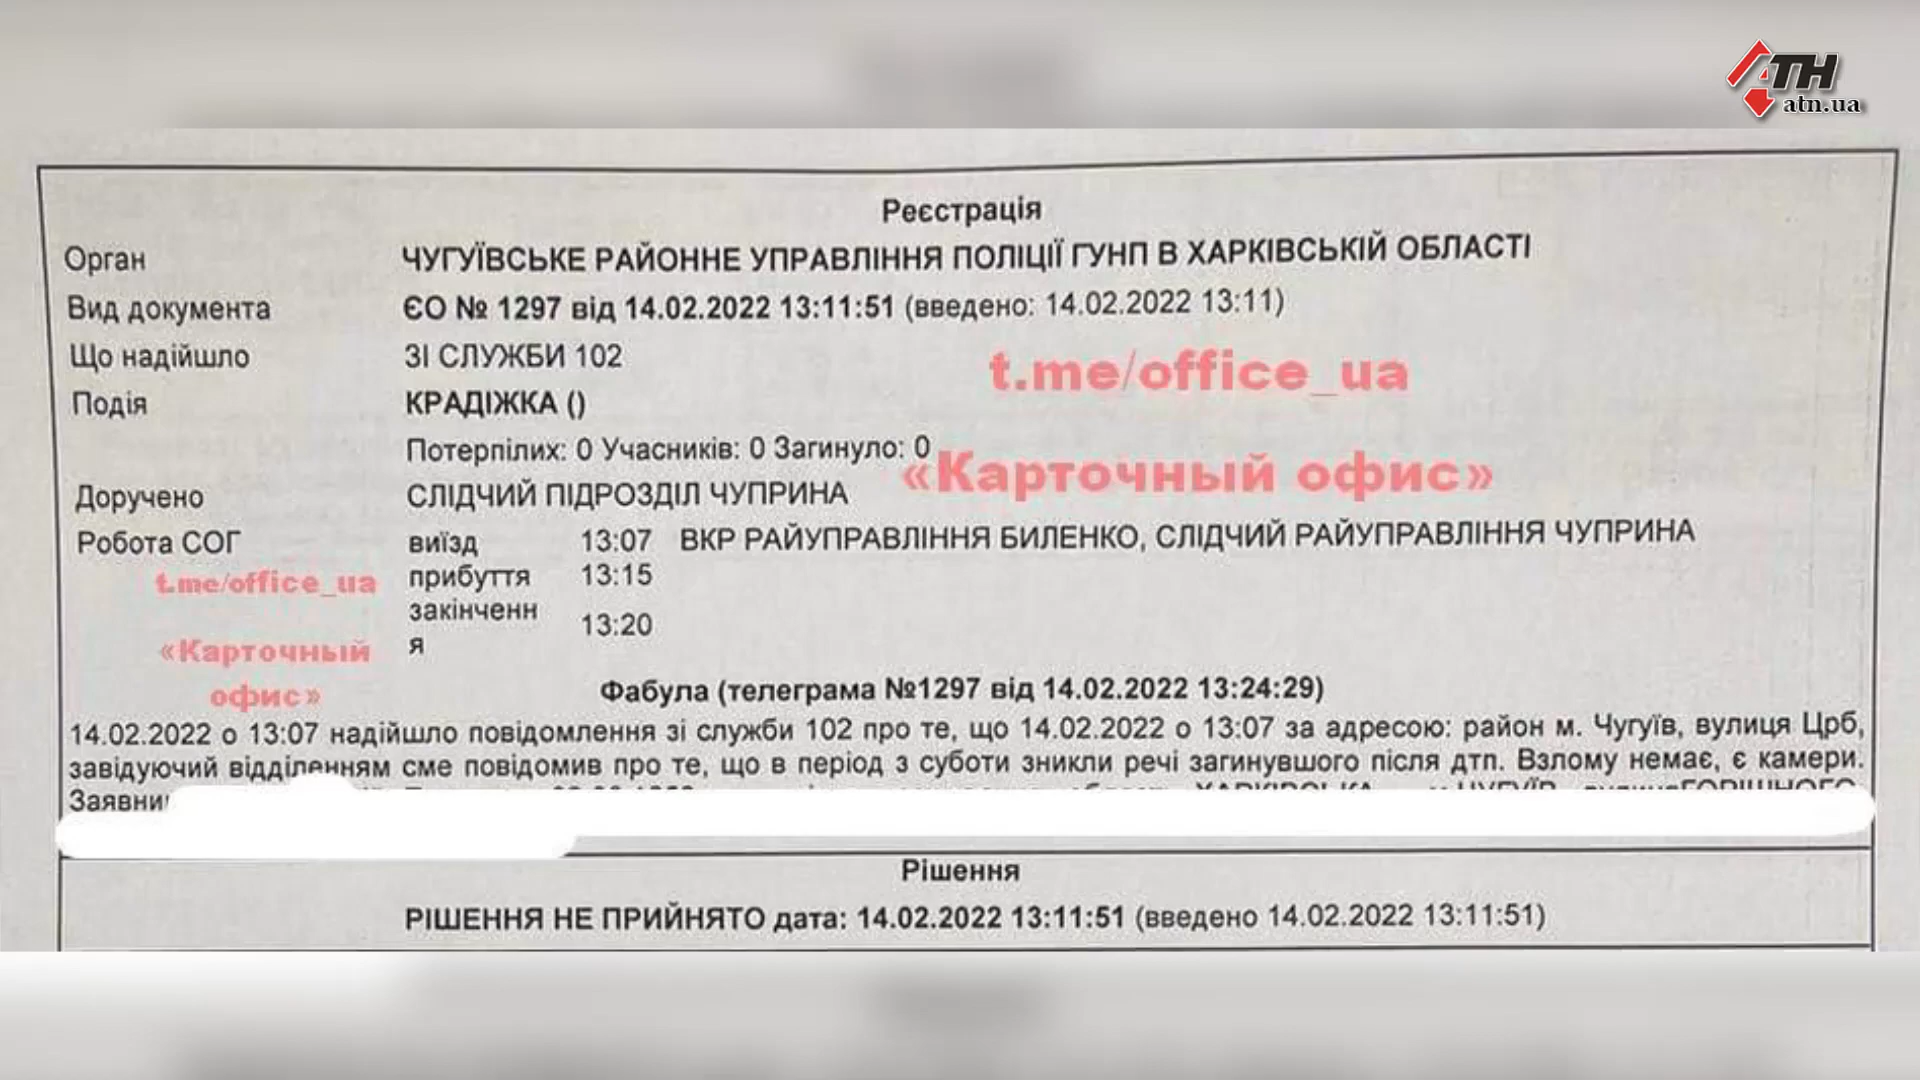 АТН
atn.ua
Реєстрація
Орган ЧУГУЇВСЬКЕ РАЙОННЕ УПРАВЛІННЯ ПОЛІЦІЇ ГУНП В ХАРКІВСЬКІЙ ОБЛАСТІ
Вид документа ЄО № 1297 від 14.02.2022 13:11:51 (введено: 14.02.2022 13:11)
Що надійшло ЗІ СЛУЖБИ 102
t.me/office_ua
Подія КРАДІЖКА ()
Потерпілих: 0 Учасників: 0 Загинуло: 0
«Карточный офис»
Доручено СЛІДЧИЙ ПІДРОЗДІЛ ЧУПРИНА
Робота СОГ виїзд 13:07 ВКР РАЙУПРАВЛІННЯ БИЛЕНКО, СЛІДЧИЙ РАЙУПРАВЛІННЯ ЧУПРИНА
t.me/office_ua
прибуття 13:15
закінченн
я 13:20
«Карточный
офис»
Фабула (телеграма №1297 від 14.02.2022 13:24:29)
14.02.2022 о 13:07 надійшло повідомлення зі служби 102 про те, що 14.02.2022 о 13:07 за адресою: район м. Чугуїв, вулиця Црб,
завідуючий відділенням сме повідомив про те, що в період з суботи зникли речі загинувшого після дтп. Взлому немає, є камери.
Рішення
РІШЕННЯ НЕ ПРИЙНЯТО дата: 14.02.2022 13:11:51 (введено 14.02.2022 13:11:51)